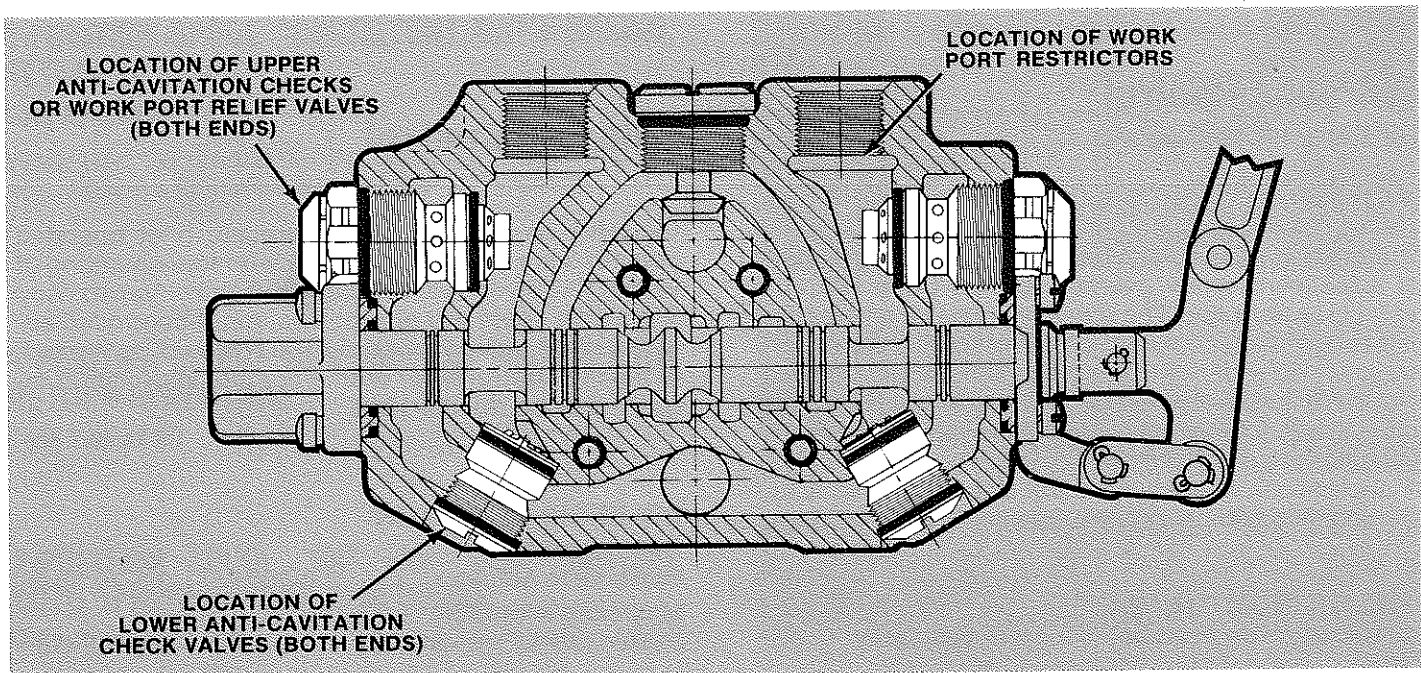 LOCATION OF UPPER
ANTI-CAVITATION CHECKS
OR WORK PORT RELIEF VALVES
(BOTH ENDS)
LOCATION OF WORK
PORT RESTRICTORS
LOCATION OF
LOWER ANTI-CAVITATION
CHECK VALVES (BOTH ENDS)